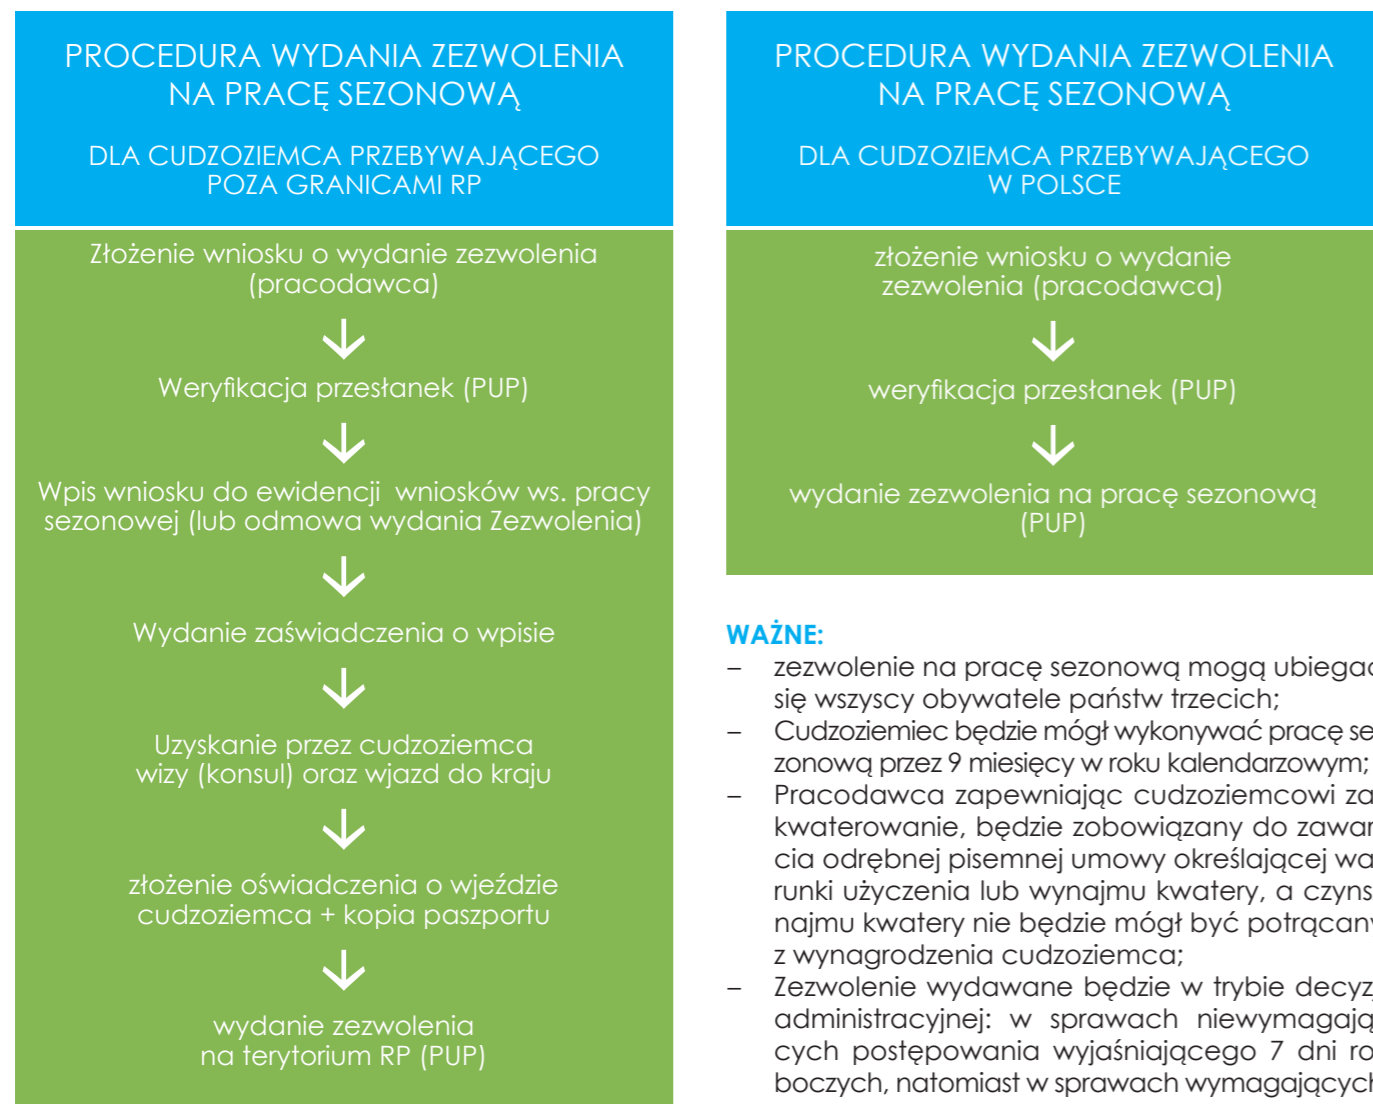 PROCEDURA WYDANIA ZEZWOLENIA
NA PRACĘ SEZONOWĄ
DLA CUDZOZIEMCA PRZEBYWAJĄCEGO
POZA GRANICAMI RP
Złożenie wniosku o wydanie zezwolenia
(pracodawca)
Weryfikacja przesłanek (PUP)
Wpis wniosku do ewidencji wniosków ws. pracy
sezonowej (lub odmowa wydania Zezwolenia)
Wydanie zaświadczenia o wpisie
Uzyskanie przez cudzoziemca
wizy (konsul) oraz wjazd do kraju
złożenie oświadczenia o wjeździe
cudzoziemca + kopia paszportu
wydanie zezwolenia
na terytorium RP (PUP)
PROCEDURA WYDANIA ZEZWOLENIA
NA PRACĘ SEZONOWĄ
DLA CUDZOZIEMCA PRZEBYWAJĄCEGO
W POLSCE
złożenie wniosku o wydanie
zezwolenia (pracodawca)
weryfikacja przesłanek (PUP)
wydanie zezwolenia na pracę sezonową
(PUP)
WAŻNE:
– zezwolenie na pracę sezonową mogą ubiegać
się wszyscy obywatele państw trzecich;
– Cudzoziemiec będzie mógł wykonywać pracę se
zonową przez 9 miesięcy w roku kalendarzowym;
– Pracodawca zapewniając cudzoziemcowi za
kwaterowanie, będzie zobowiązany do zawar
cia odrębnej pisemnej umowy określającej wa
runki użyczenia lub wynajmu kwatery, a czyns
najmu kwatery nie będzie mógł być potrącany
z wynagrodzenia cudzoziemca;
– Zezwolenie wydawane będzie w trybie decyzj
administracyjnej: w sprawach niewymagają
cych postępowania wyjaśniającego 7 dni ro
boczych, natomiast w sprawach wymagających